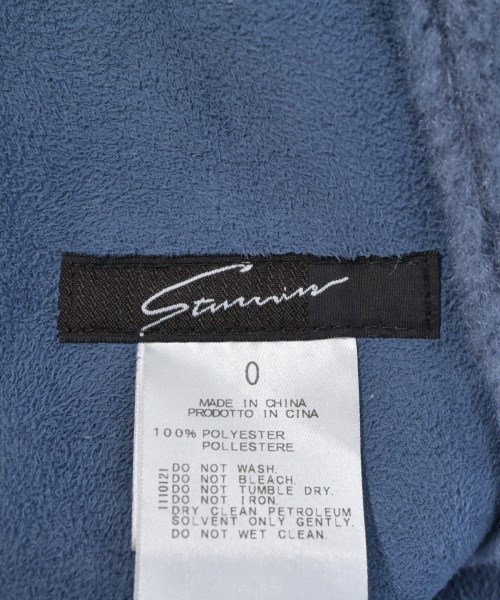 Stunning
0
MADE IN CHINA
PRODOTTO IN CINA
100% POLYESTER
POLLESTERE
1110121
DO NOT WASH.
DO NOT BLEACH.
DO NOT TUMBLE DRY.
DO NOT IRON.
DRY CLEAN PETROLEUM
SOLVENT ONLY GENTLY.
DO NOT WET CLEAN.